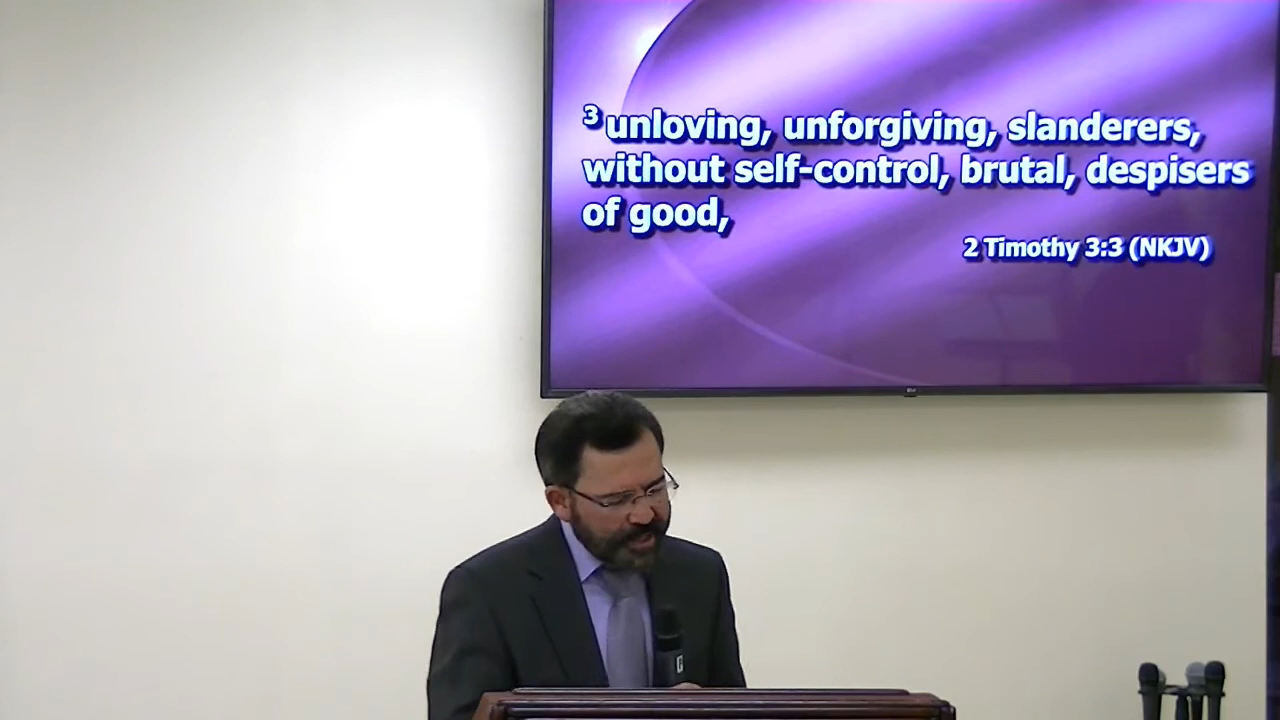 3 unloving, unforgiving, slanderers,
without self-control, brutal, despisers
of good,
2 Timothy 3:3 (NKJV)